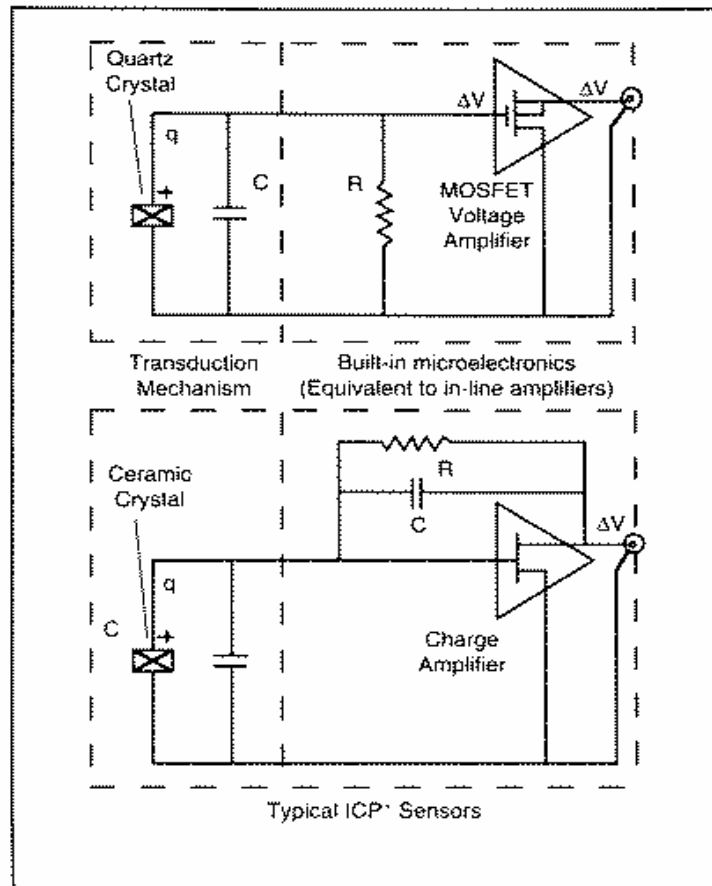 Quartz
Crystal
q
+
C
R
ΔV
ΔV
MOSFET
Voltage
Amplifier
Transduction
Mechanism
Built-in microelectronics
(Equivalent to in-line amplifiers)
Ceramic
Crystal
q
C
+
R
C
ΔV
Charge
Amplifier
Typical ICP* Sensors